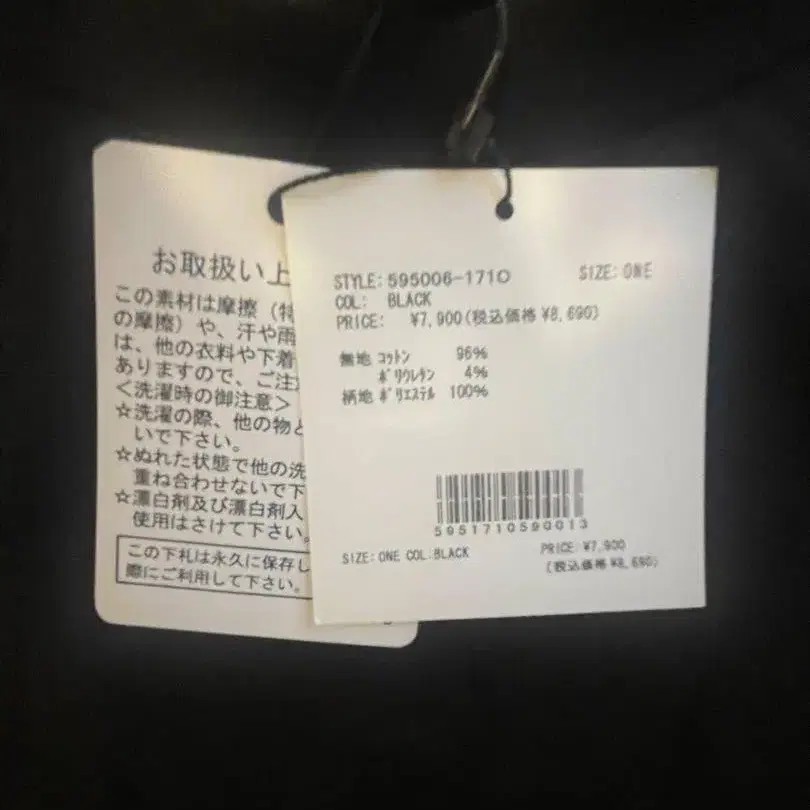 お取扱い上
この素材は摩擦（特
の摩擦）や、汗や雨
は、他の衣料や下着
ありますので、ご注
＜洗濯時の御注意＞
☆洗濯の際、他の物と
いで下さい。
☆ぬれた状態で他の洗
重ね合わせないで下
☆漂白剤及び漂白剤入
使用はさけて下さい。
この下札は永久に保存し
際にご利用して下さい。
STYLE: 595006-1710 SIZE: ONE
COL: BLACK
PRICE: ¥7,900(税込価格 ¥8,690)
無地 コットン 96%
ポリウレタン 4%
柄地 ポリエステル 100%
5951710590013
SIZE: ONE COL: BLACK PRICE: ¥7,900
(税込価格 ¥8,690)